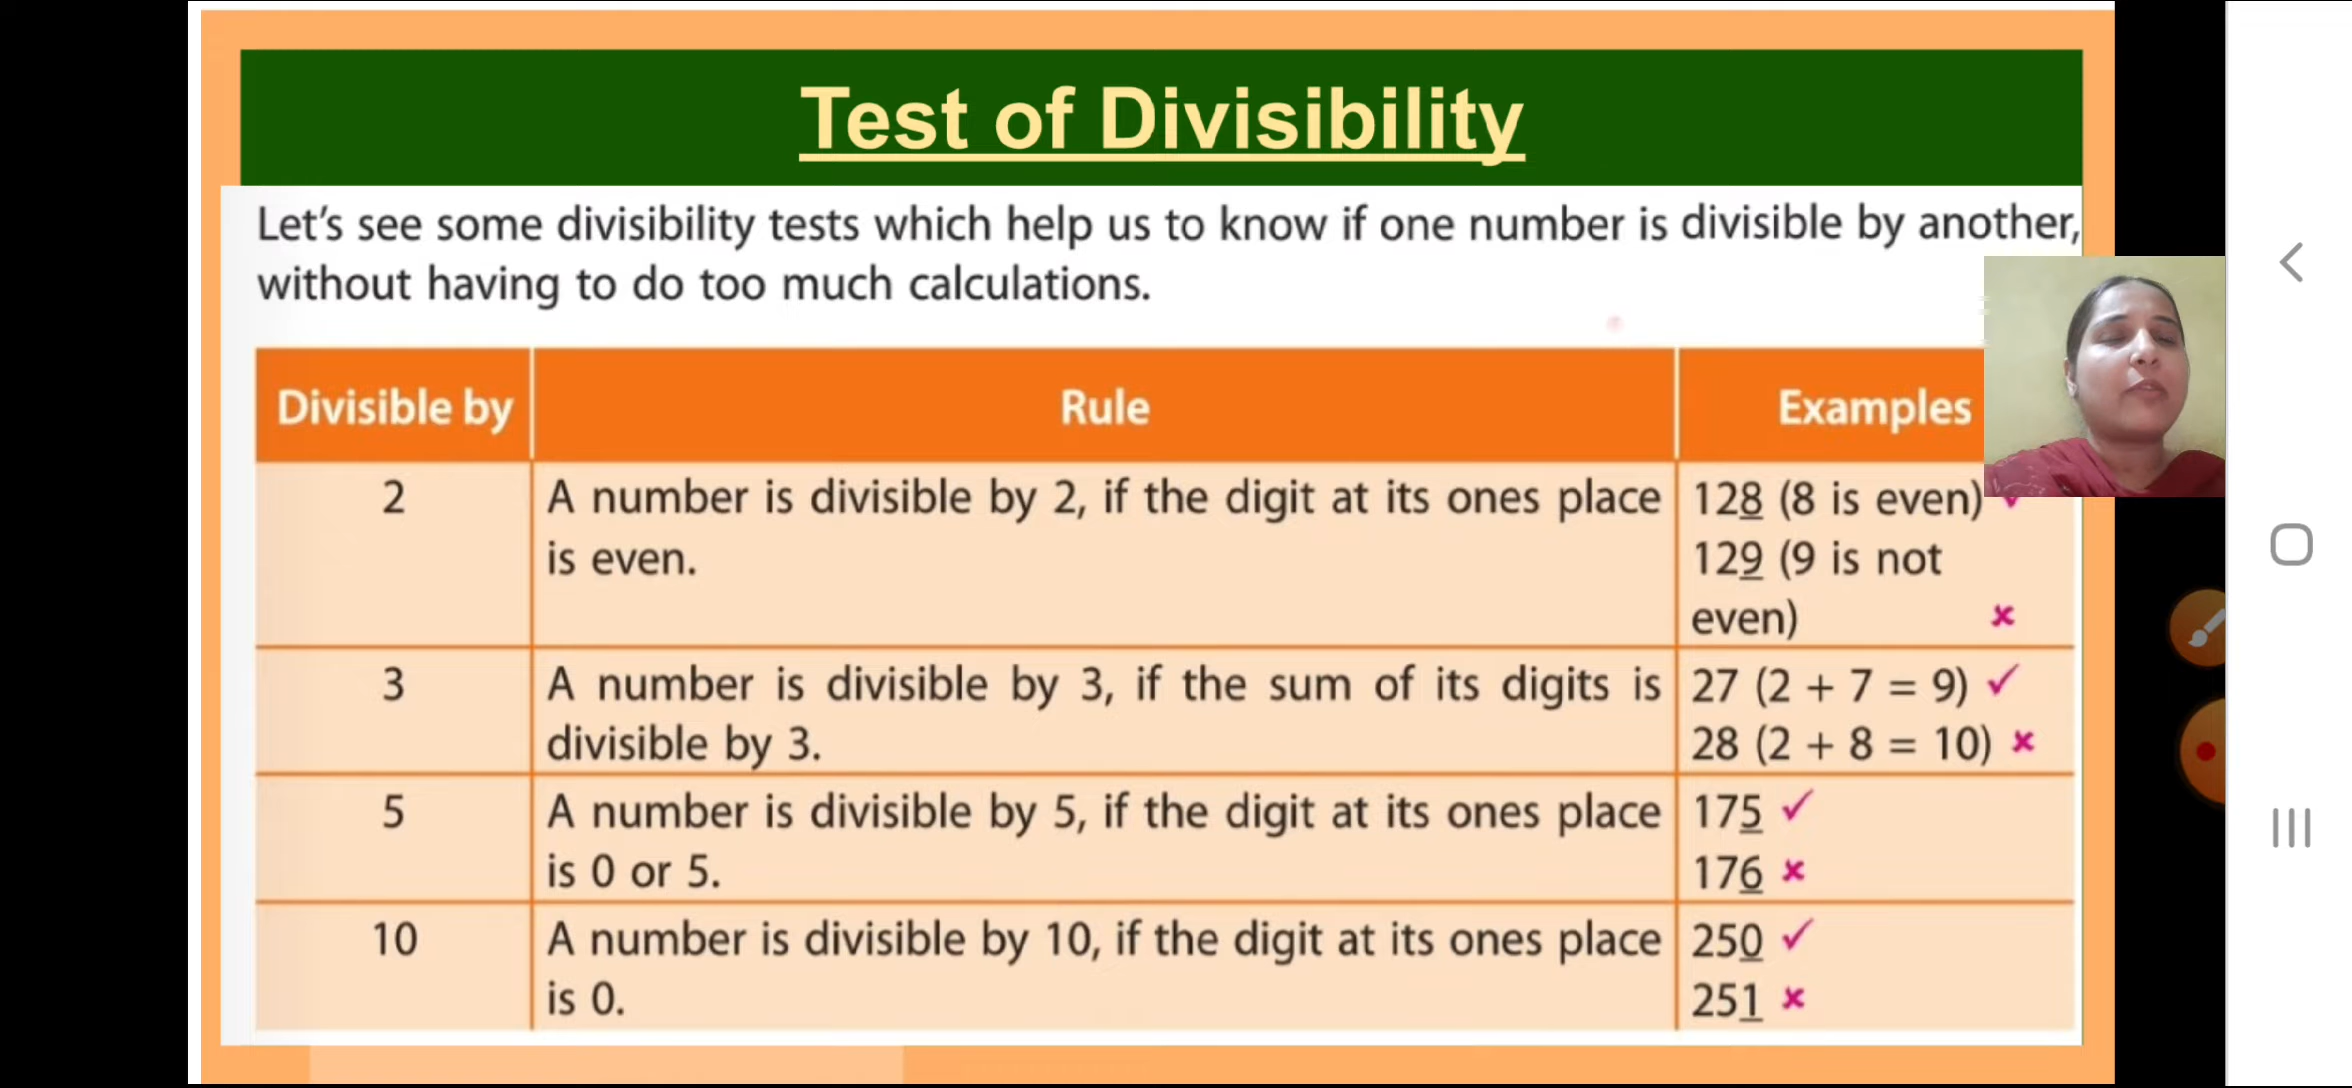 Test of Divisibility
Let's see some divisibility tests which help us to know if one number is divisible by another,
without having to do too much calculations.
Divisible by Rule Examples
2 A number is divisible by 2, if the digit at its ones place 128 (8 is even) ✓
is even. 129 (9 is not
even) ×
3 A number is divisible by 3, if the sum of its digits is 27 (2 + 7 = 9) ✓
divisible by 3. 28 (2 + 8 = 10) ×
5 A number is divisible by 5, if the digit at its ones place 175 ✓
is 0 or 5. 176 ×
10 A number is divisible by 10, if the digit at its ones place 250 ✓
is 0. 251 ×